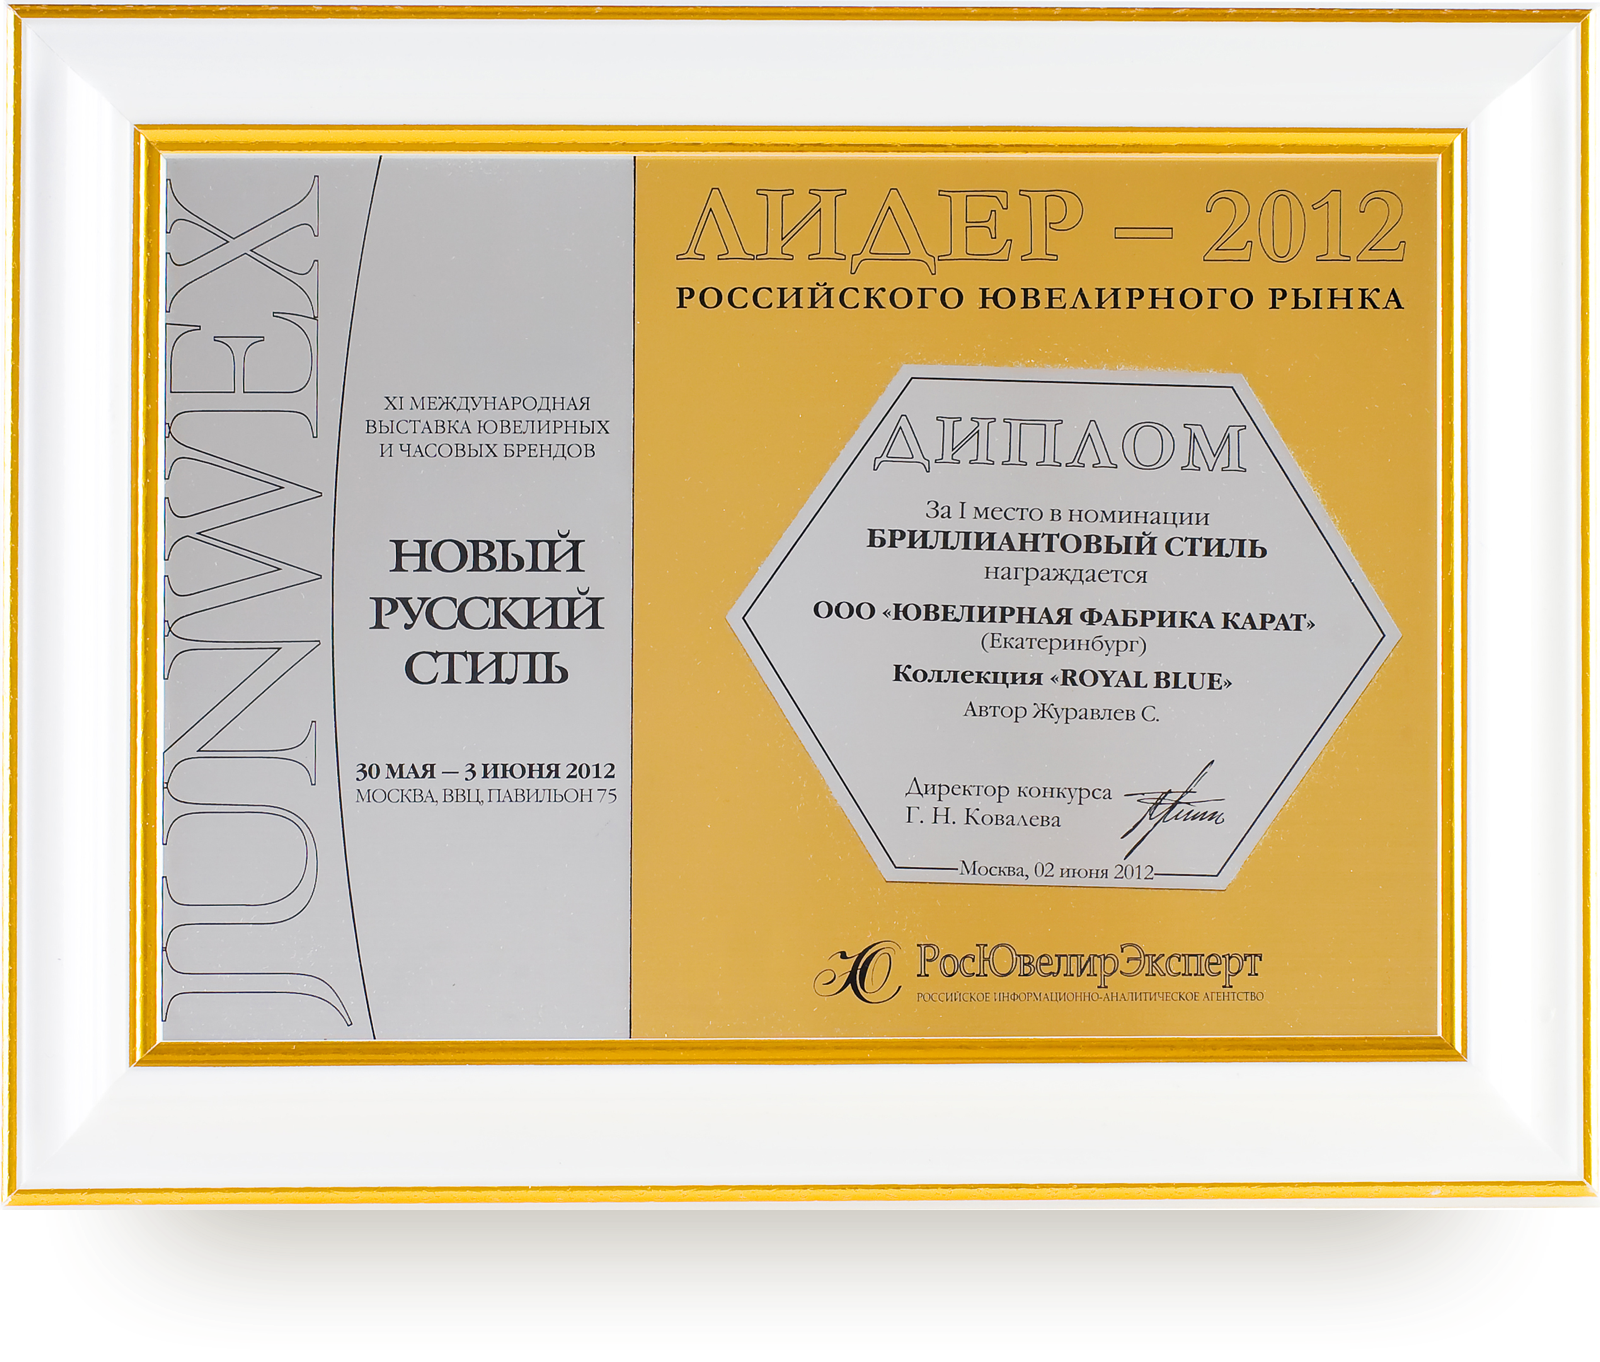 JUNWEX
XI МЕЖДУНАРОДНАЯ
ВЫСТАВКА ЮВЕЛИРНЫХ
И ЧАСОВЫХ БРЕНДОВ
НОВЫЙ
РУССКИЙ
СТИЛЬ
30 МАЯ – 3 ИЮНЯ 2012
МОСКВА, ВВЦ, ПАВИЛЬОН 75
ЛИДЕР – 2012
РОССИЙСКОГО ЮВЕЛИРНОГО РЫНКА
ДИПЛОМ
За I место в номинации
БРИЛЛИАНТОВЫЙ СТИЛЬ
награждается
ООО «ЮВЕЛИРНАЯ ФАБРИКА КАРАТ»
(Екатеринбург)
Коллекция «ROYAL BLUE»
Автор Журавлев С.
Директор конкурса
Г. Н. Ковалева
Москва, 02 июня 2012
Ю РосЮвелирЭксперт
РОССИЙСКОЕ ИНФОРМАЦИОННО-АНАЛИТИЧЕСКОЕ АГЕНТСТВО